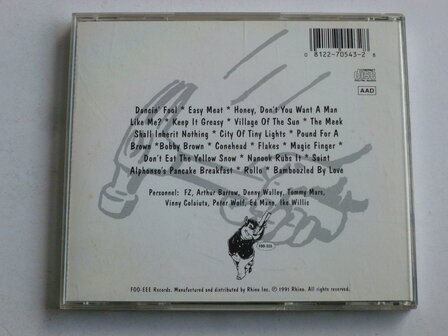 0 8122-70543-2 6
COMPACT
disc
DIGITAL AUDIO
AAD
Dancin' Fool * Easy Meat * Honey, Don't You Want A Man
Like Me? * Keep It Greasy * Village Of The Sun * The Meek
Shall Inherit Nothing * City Of Tiny Lights * Pound For A
Brown *Bobby Brown * Conehead * Flakes * Magic Finger *
Don't Eat The Yellow Snow * Nanook Rubs It * Saint
Alphonso's Pancake Breakfast * Rollo * Bamboozled By Love
Personnel: FZ, Arthur Barrow, Denny Walley, Tommy Mars,
Vinny Colaiuta, Peter Wolf, Ed Mann, Ike Willis
FOO-EEE
FOO-EEE Records. Manufactured and distributed by Rhino Inc. ℗ 1991 Rhino. All rights reserved.